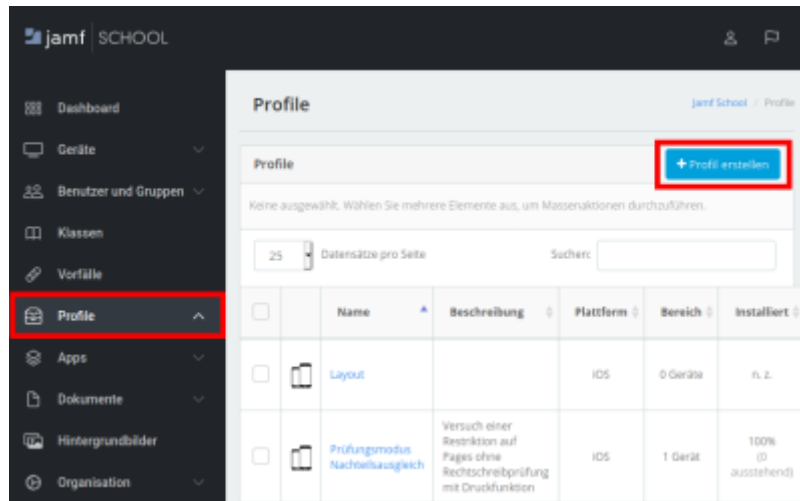 jamf SCHOOL
Dashboard
Geräte
Benutzer und Gruppen
Klassen
Vorfälle
Profile
Apps
Dokumente
Hintergrundbilder
Organisation
Profile
Jamf School / Profile
Profile
+ Profil erstellen
Keine ausgewählt. Wählen Sie mehrere Elemente aus, um Massenaktionen durchzuführen.
25 Datensätze pro Seite Suchen:
Name Beschreibung Plattform Bereich Installiert
Layout iOS 0 Geräte n. z.
Prüfungsmodus
Nachteilsausgleich
Versuch einer
Restriktion auf
Pages ohne
Rechtschreibprüfung
mit Druckfunktion
iOS
1 Gerät
100%
(0
ausstehend)